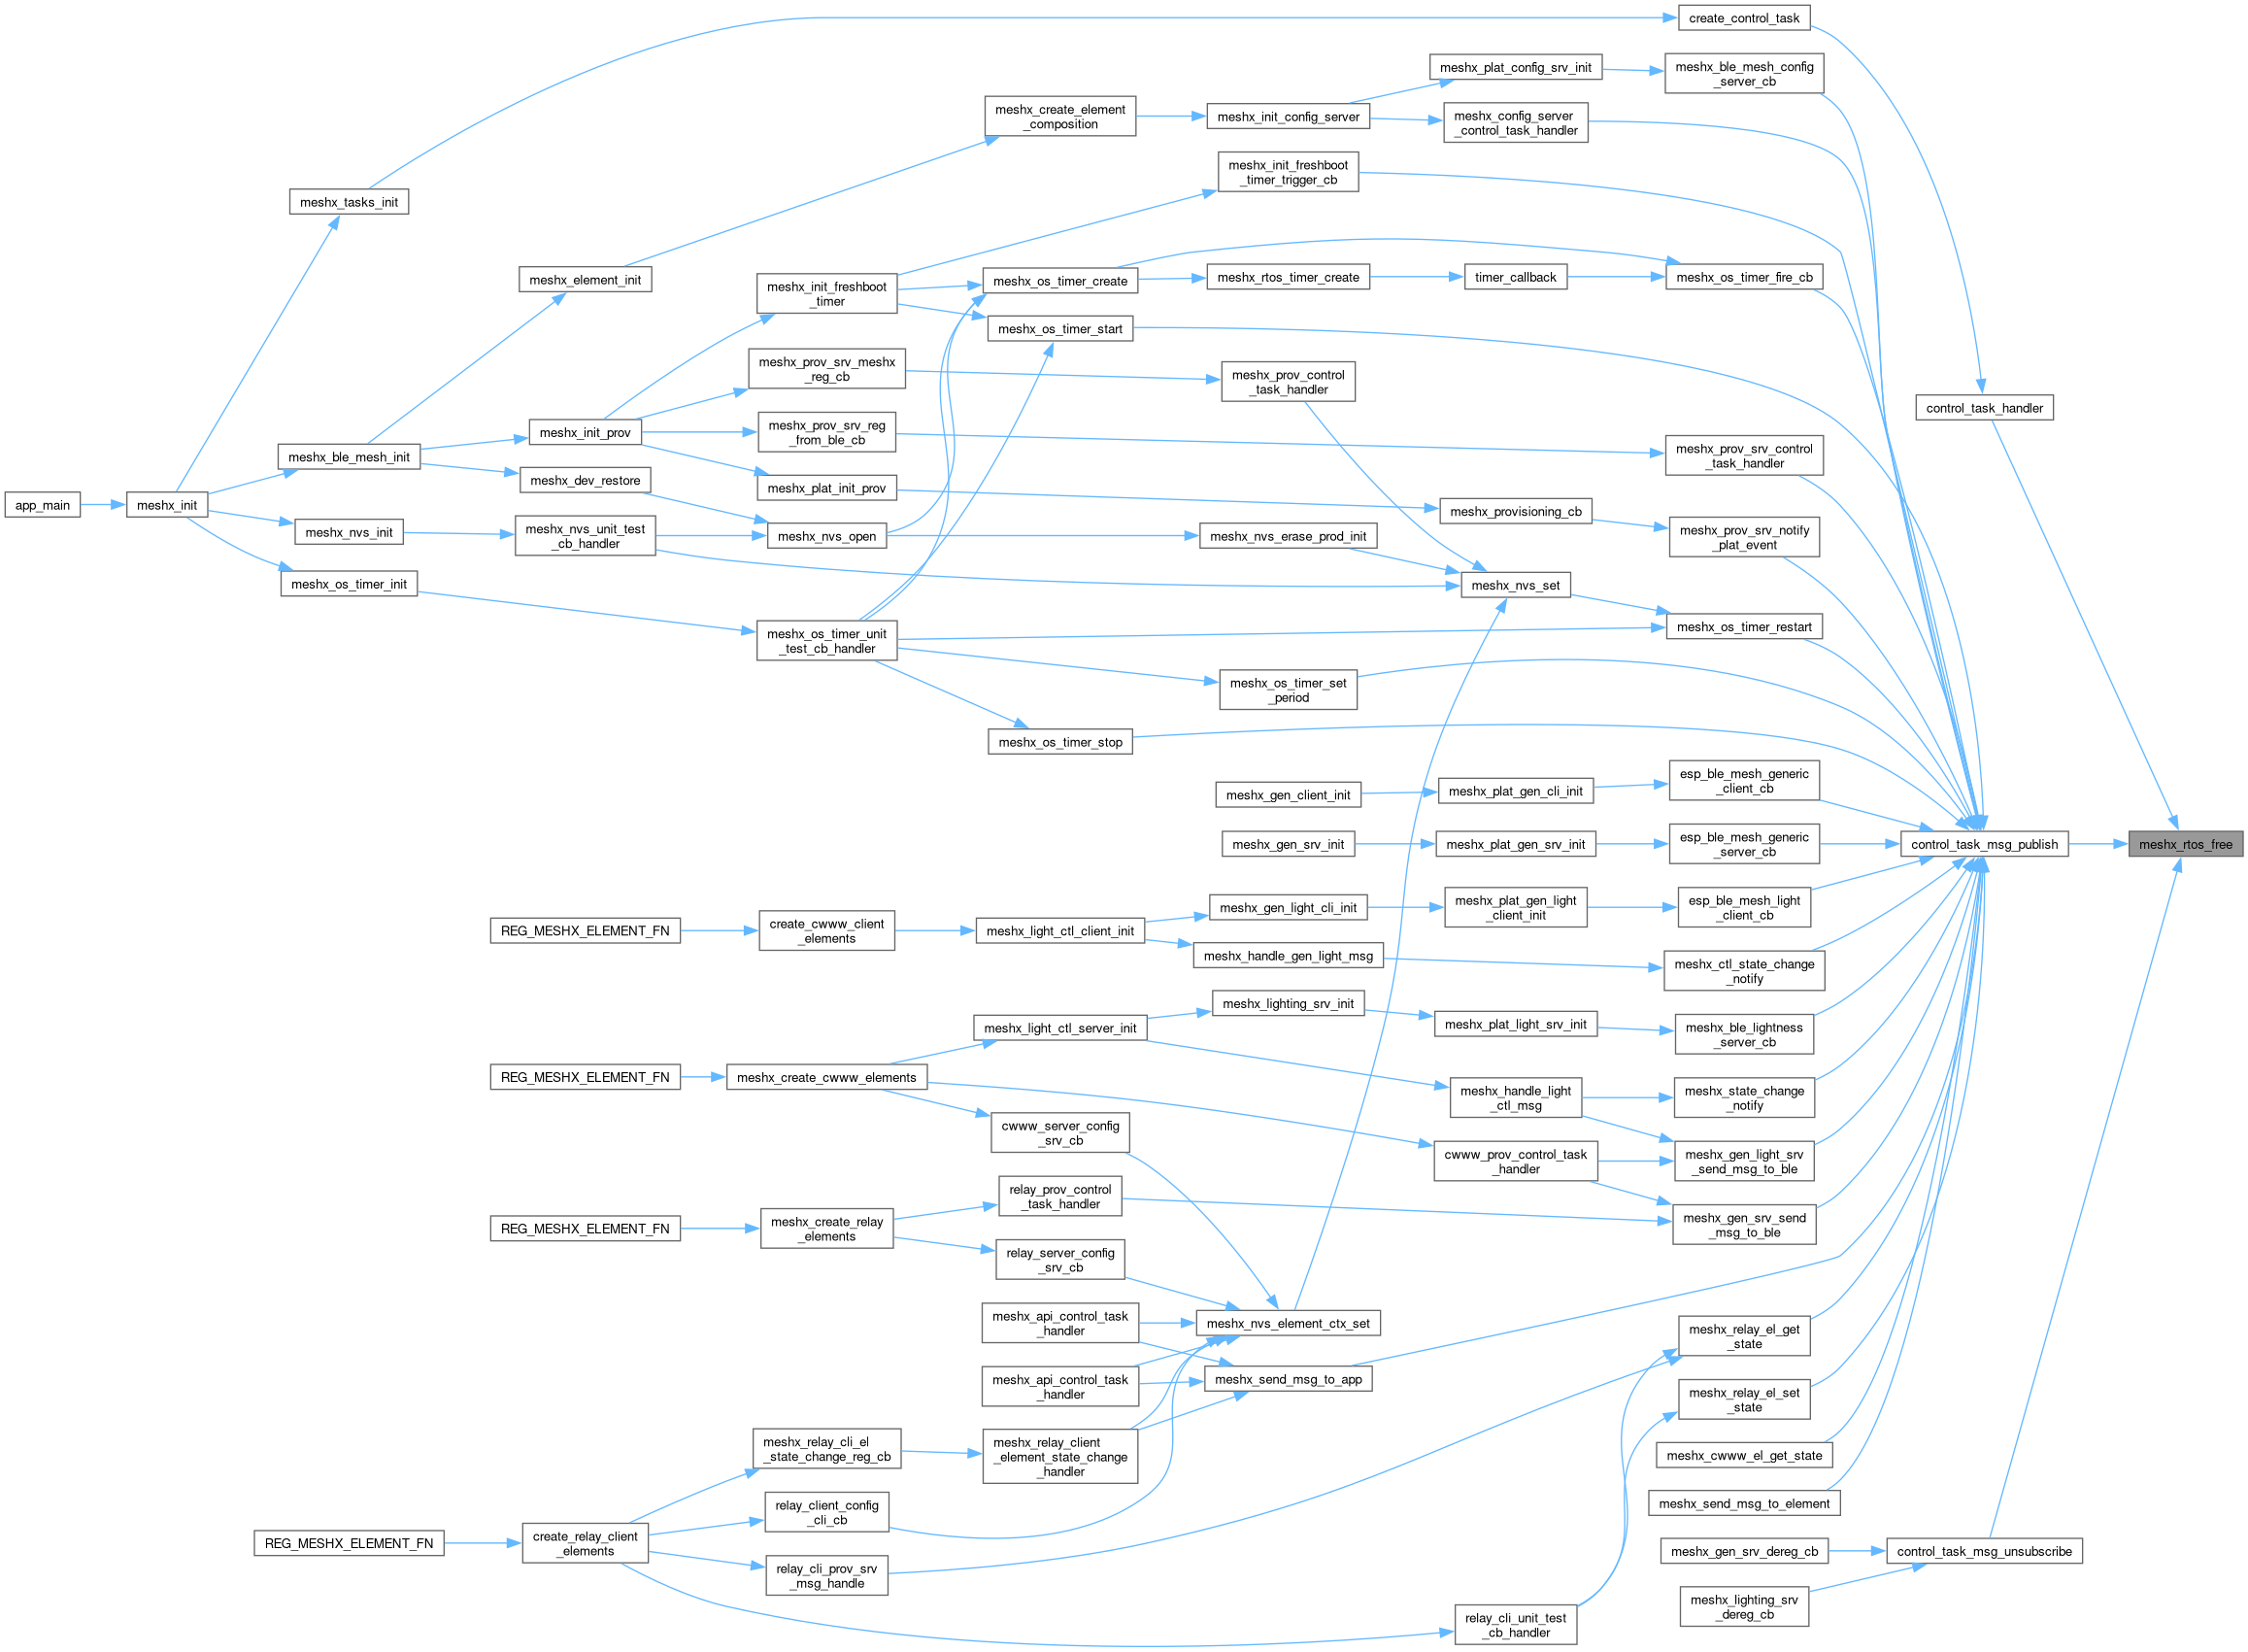 create_control_task
meshx_plat_config_srv_init
meshx_ble_mesh_config
_server_cb
meshx_create_element
_composition
meshx_init_config_server
meshx_config_server
_control_task_handler
meshx_init_freshboot
_timer_trigger_cb
meshx_tasks_init
meshx_element_init
meshx_init_freshboot
_timer
meshx_os_timer_create
meshx_rtos_timer_create
timer_callback
meshx_os_timer_fire_cb
meshx_os_timer_start
meshx_prov_srv_meshx
_reg_cb
meshx_prov_control
_task_handler
control_task_handler
meshx_init_prov
meshx_prov_srv_reg
_from_ble_cb
meshx_prov_srv_control
_task_handler
meshx_ble_mesh_init
meshx_dev_restore
meshx_plat_init_prov
app_main
meshx_init
meshx_provisioning_cb
meshx_nvs_init
meshx_nvs_unit_test
_cb_handler
meshx_nvs_open
meshx_nvs_erase_prod_init
meshx_prov_srv_notify
_plat_event
meshx_os_timer_init
meshx_nvs_set
meshx_os_timer_unit
_test_cb_handler
meshx_os_timer_restart
meshx_os_timer_set
_period
meshx_os_timer_stop
meshx_gen_client_init
meshx_plat_gen_cli_init
esp_ble_mesh_generic
_client_cb
meshx_gen_srv_init
meshx_plat_gen_srv_init
esp_ble_mesh_generic
_server_cb
control_task_msg_publish
meshx_rtos_free
meshx_gen_light_cli_init
meshx_plat_gen_light
_client_init
esp_ble_mesh_light
_client_cb
REG_MESHX_ELEMENT_FN
create_cwww_client
_elements
meshx_light_ctl_client_init
meshx_handle_gen_light_msg
meshx_ctl_state_change
_notify
meshx_lighting_srv_init
meshx_light_ctl_server_init
meshx_plat_light_srv_init
meshx_ble_lightness
_server_cb
REG_MESHX_ELEMENT_FN
meshx_create_cwww_elements
meshx_handle_light
_ctl_msg
meshx_state_change
_notify
cwww_server_config
_srv_cb
cwww_prov_control_task
_handler
meshx_gen_light_srv
_send_msg_to_ble
relay_prov_control
_task_handler
REG_MESHX_ELEMENT_FN
meshx_create_relay
_elements
meshx_gen_srv_send
_msg_to_ble
relay_server_config
_srv_cb
meshx_api_control_task
_handler
meshx_nvs_element_ctx_set
meshx_relay_el_get
_state
meshx_api_control_task
_handler
meshx_send_msg_to_app
meshx_relay_el_set
_state
meshx_relay_cli_el
_state_change_reg_cb
meshx_relay_client
_element_state_change
_handler
meshx_cwww_el_get_state
relay_client_config
_cli_cb
meshx_send_msg_to_element
REG_MESHX_ELEMENT_FN
create_relay_client
_elements
meshx_gen_srv_dereg_cb
control_task_msg_unsubscribe
relay_cli_prov_srv
_msg_handle
meshx_lighting_srv
_dereg_cb
relay_cli_unit_test
_cb_handler